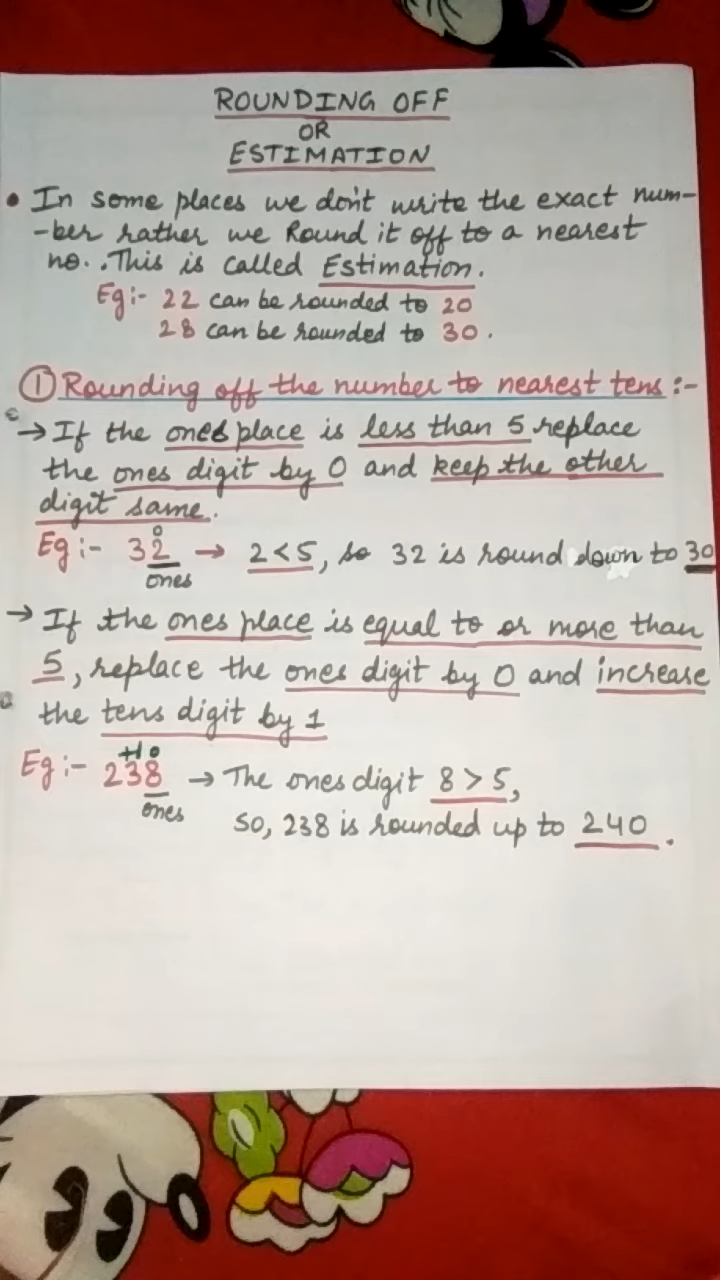 ROUNDING OFF
OR
ESTIMATION
• In some places we don't write the exact num-
-ber rather we Round it off to a nearest
no. . This is called Estimation.
Eg:- 22 can be rounded to 20
28 can be rounded to 30.
① Rounding off the number to nearest tens :-
→ If the ones place is less than 5 replace
the ones digit by 0 and keep the other
digit same.
0
Eg:- 32 → 2 < 5, so 32 is round down to 30
ones
→ If the ones place is equal to or more than
5, replace the ones digit by 0 and increase
the tens digit by 1
+1 0
Eg:- 238 → The ones digit 8 > 5,
ones so, 238 is rounded up to 240.